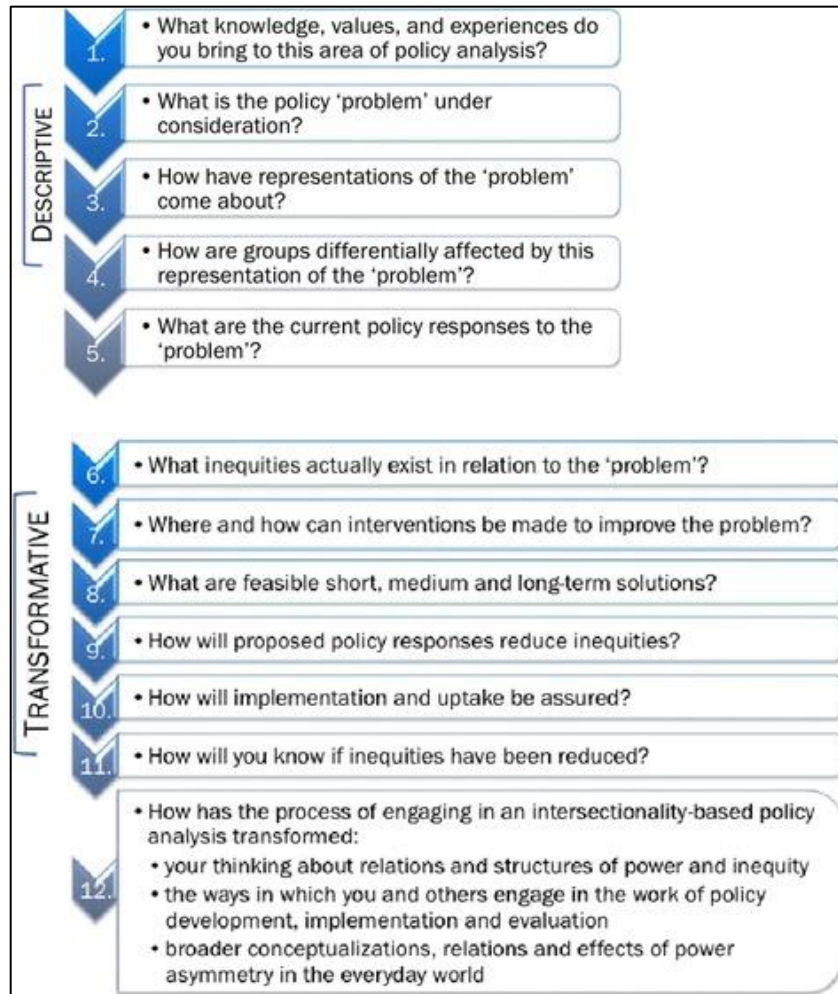 DESCRIPTIVE
1. • What knowledge, values, and experiences do
you bring to this area of policy analysis?
2. • What is the policy ‘problem’ under
consideration?
3. • How have representations of the ‘problem’
come about?
4. • How are groups differentially affected by this
representation of the ‘problem’?
5. • What are the current policy responses to the
‘problem’?
TRANSFORMATIVE
6. • What inequities actually exist in relation to the ‘problem’?
7. • Where and how can interventions be made to improve the problem?
8. • What are feasible short, medium and long-term solutions?
9. • How will proposed policy responses reduce inequities?
10. • How will implementation and uptake be assured?
11. • How will you know if inequities have been reduced?
12. • How has the process of engaging in an intersectionality-based policy
analysis transformed:
• your thinking about relations and structures of power and inequity
• the ways in which you and others engage in the work of policy
development, implementation and evaluation
• broader conceptualizations, relations and effects of power
asymmetry in the everyday world